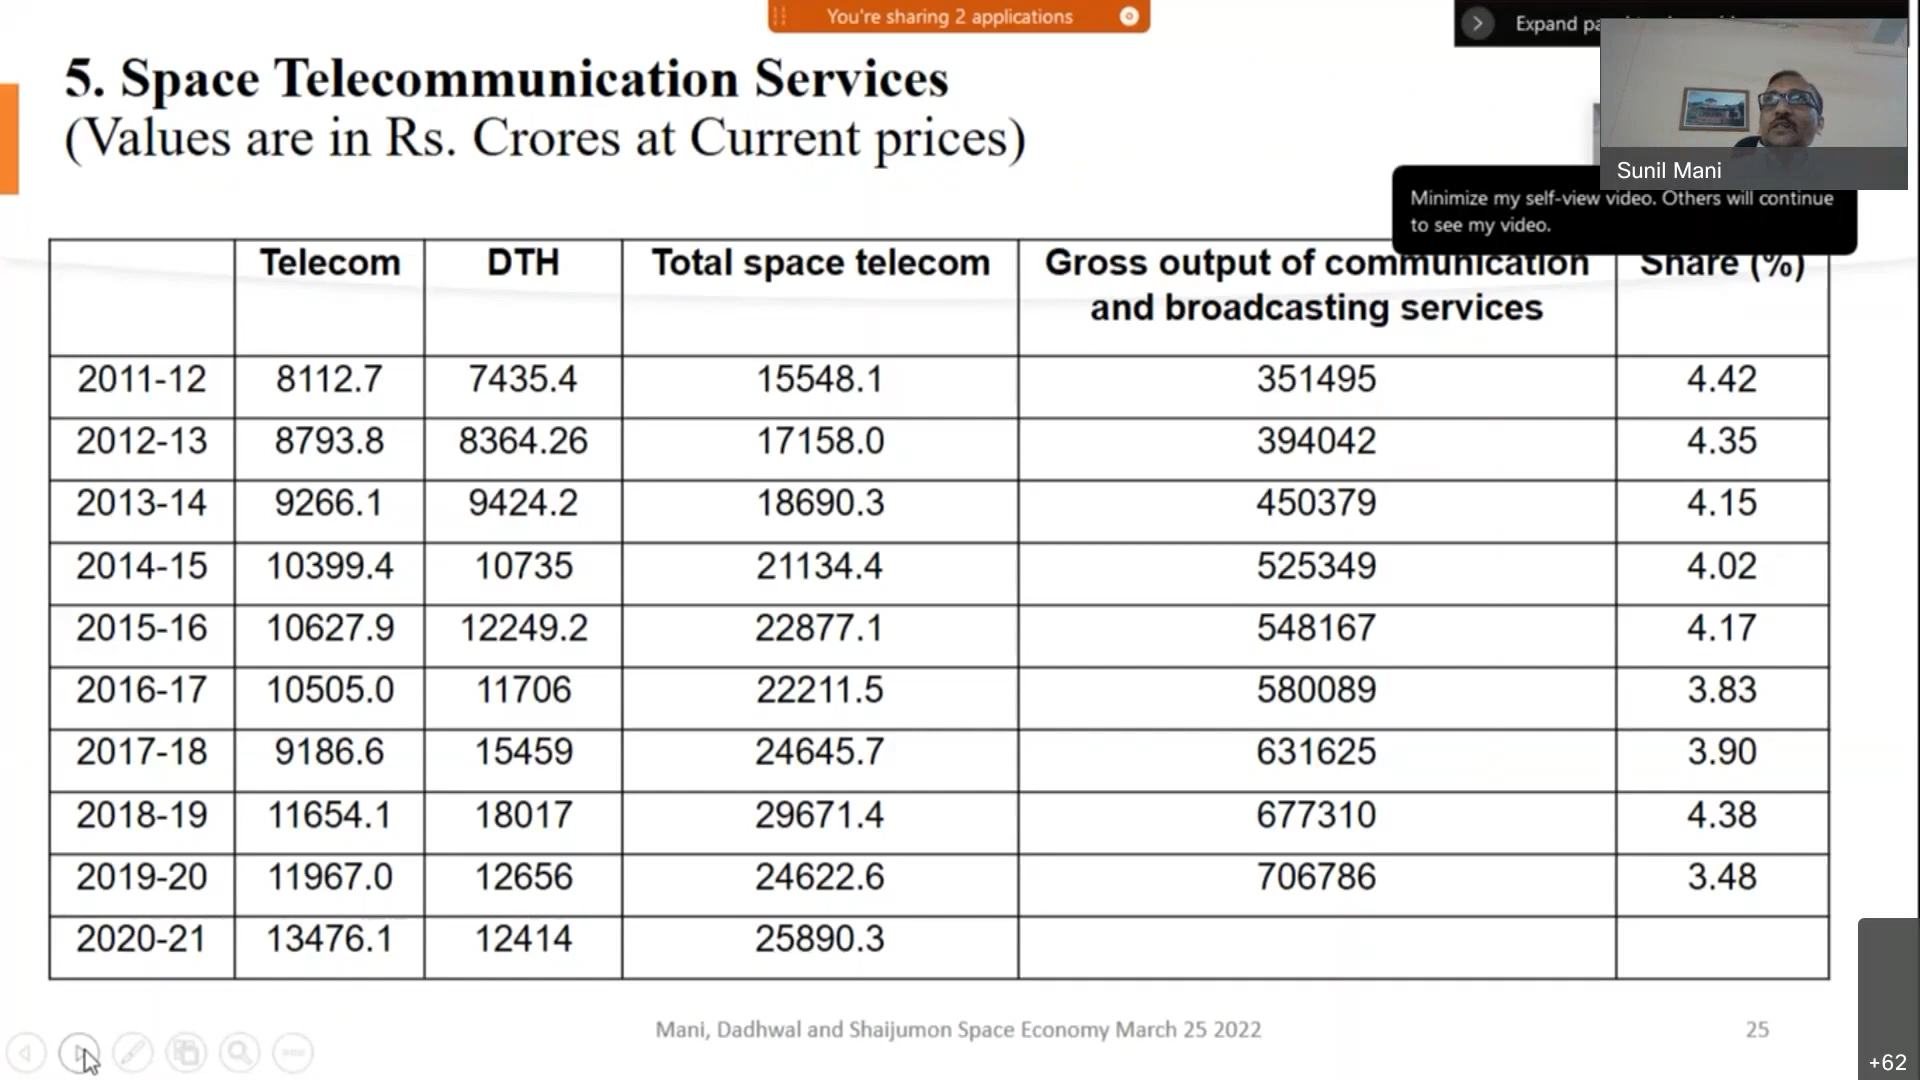 You're sharing 2 applications
Expand pa
5. Space Telecommunication Services
(Values are in Rs. Crores at Current prices)
Sunil Mani
Minimize my self-view video. Others will continue
to see my video.
Telecom DTH Total space telecom Gross output of communication and broadcasting services Share (%)
2011-12 8112.7 7435.4 15548.1 351495 4.42
2012-13 8793.8 8364.26 17158.0 394042 4.35
2013-14 9266.1 9424.2 18690.3 450379 4.15
2014-15 10399.4 10735 21134.4 525349 4.02
2015-16 10627.9 12249.2 22877.1 548167 4.17
2016-17 10505.0 11706 22211.5 580089 3.83
2017-18 9186.6 15459 24645.7 631625 3.90
2018-19 11654.1 18017 29671.4 677310 4.38
2019-20 11967.0 12656 24622.6 706786 3.48
2020-21 13476.1 12414 25890.3
Mani, Dadhwal and Shaijumon Space Economy March 25 2022
25
+62